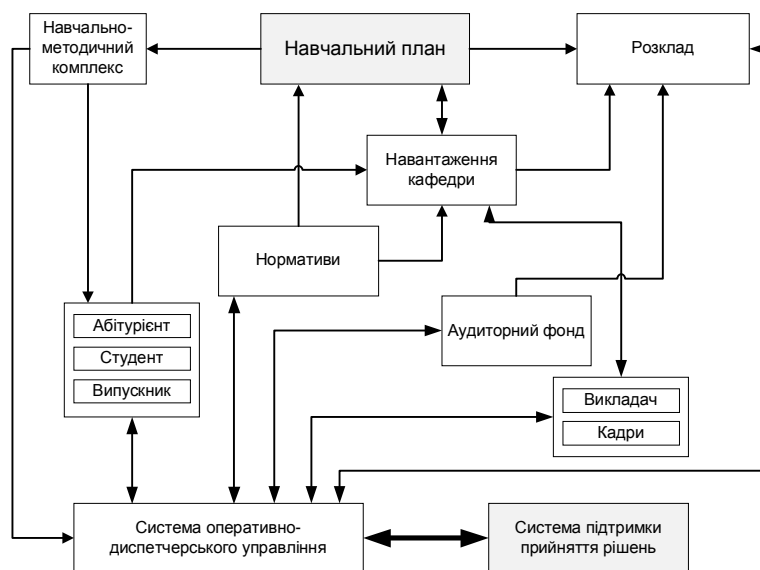 Навчально-
методичний
комплекс
Навчальний план
Розклад
Навантаження
кафедри
Нормативи
Абітурієнт
Студент
Випускник
Аудиторний фонд
Викладач
Кадри
Система оперативно-
диспетчерського управління
Система підтримки
прийняття рішень